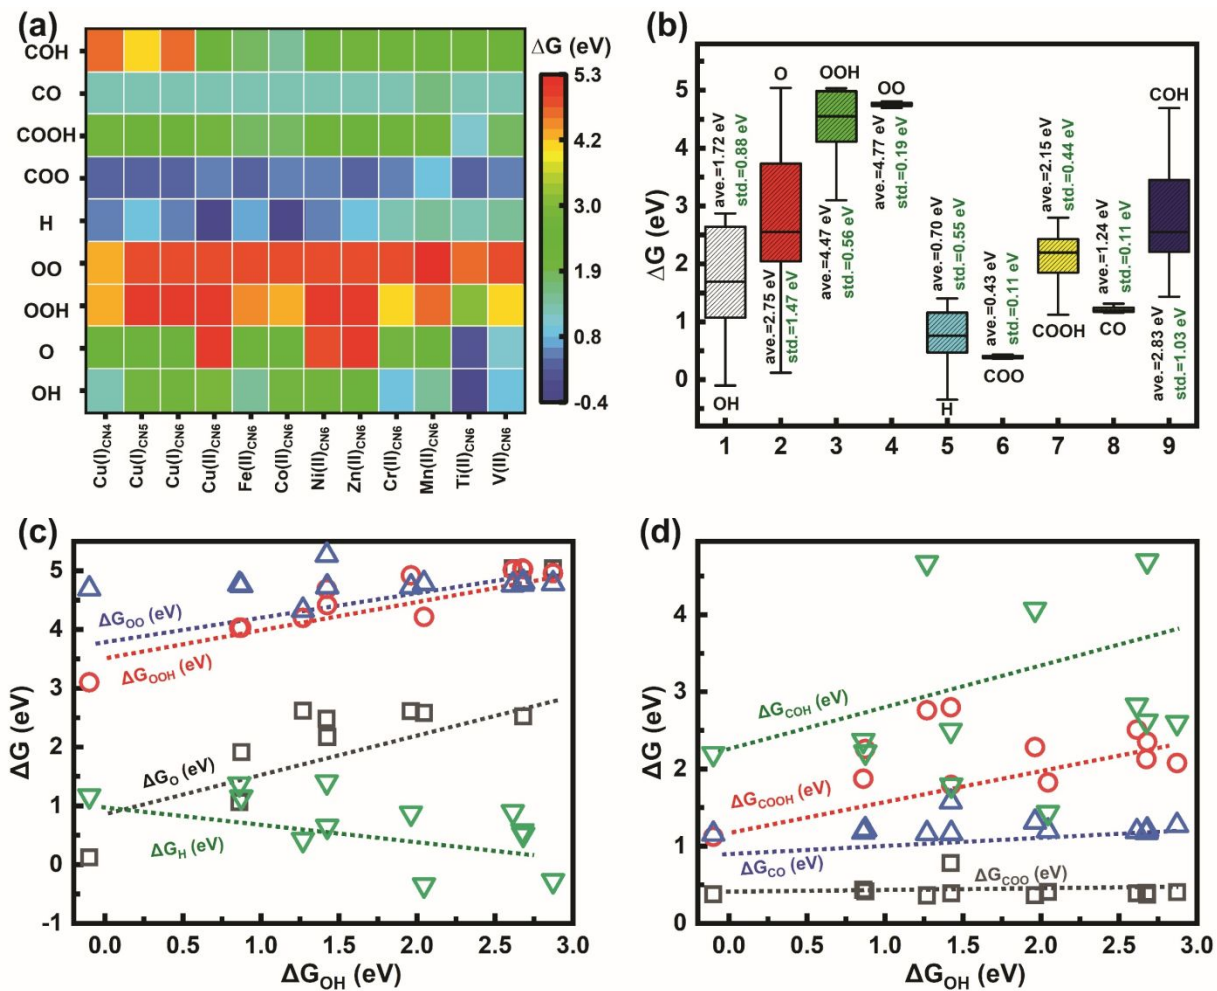 (a)
COH
CO
COOH
COO
H
OO
OOH
O
OH
Cu(I)CN4
Cu(I)CN5
Cu(I)CN6
Cu(II)CN6
Fe(II)CN6
Co(II)CN6
Ni(II)CN6
Zn(II)CN6
Cr(II)CN6
Mn(II)CN6
Ti(II)CN6
V(II)CN6
ΔG (eV)
5.3
4.2
3.0
1.9
0.8
-0.4
(b)
ΔG (eV)
5
4
3
2
1
0
1 2 3 4 5 6 7 8 9
OH
ave.=1.72 eV
std.=0.88 eV
O
ave.=2.75 eV
std.=1.47 eV
OOH
ave.=4.47 eV
std.=0.56 eV
OO
ave.=4.77 eV
std.=0.19 eV
H
ave.=0.70 eV
std.=0.55 eV
COO
ave.=0.43 eV
std.=0.11 eV
COOH
ave.=2.15 eV
std.=0.44 eV
CO
ave.=1.24 eV
std.=0.11 eV
COH
ave.=2.83 eV
std.=1.03 eV
(c)
ΔG (eV)
5
4
3
2
1
0
-1
ΔGOO (eV)
ΔGOOH (eV)
ΔGO (eV)
ΔGH (eV)
0.0 0.5 1.0 1.5 2.0 2.5 3.0
ΔGOH (eV)
(d)
ΔG (eV)
4
3
2
1
0
ΔGCOH (eV)
ΔGCOOH (eV)
ΔGCO (eV)
ΔGCOO (eV)
0.0 0.5 1.0 1.5 2.0 2.5 3.0
ΔGOH (eV)